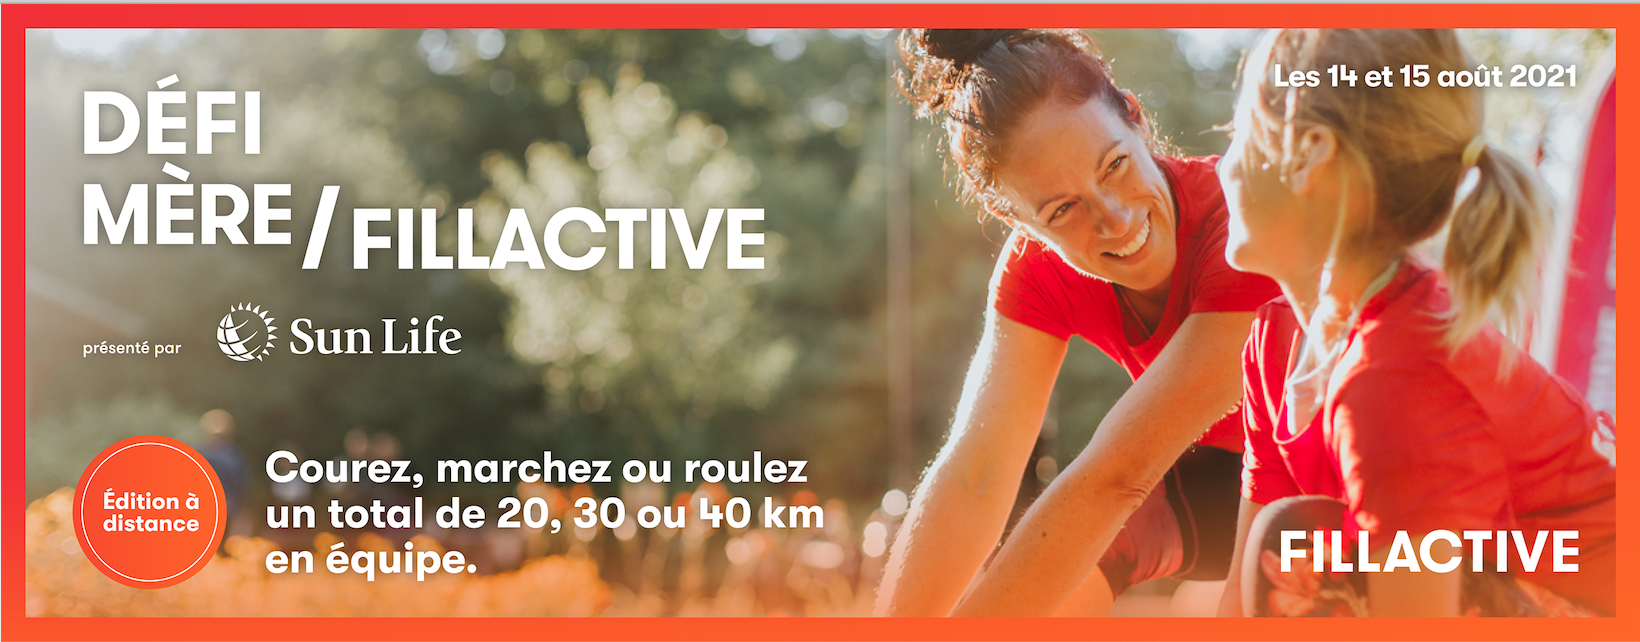 Les 14 et 15 août 2021
DÉFI
MÈRE / FILLACTIVE
présenté par Sun Life
Édition à
distance
Courez, marchez ou roulez
un total de 20, 30 ou 40 km
en équipe.
FILLACTIVE